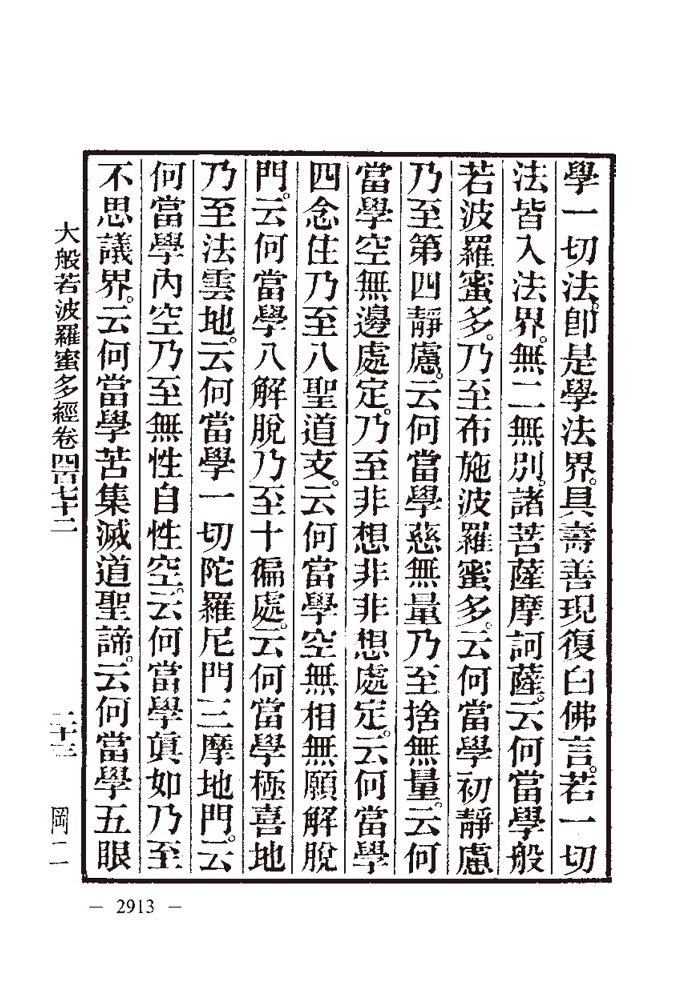 學一切法。卽是學法界。具壽善現復白佛言。若一切
法皆入法界。無二無別。諸菩薩摩訶薩。云何當學般
若波羅蜜多。乃至布施波羅蜜多。云何當學初靜慮
乃至第四靜慮。云何當學慈無量乃至捨無量。云何
當學空無邊處定。乃至非想非非想處定。云何當學
四念住乃至八聖道支。云何當學空無相無願解脫
門。云何當學八解脫乃至十徧處。云何當學極喜地
乃至法雲地。云何當學一切陀羅尼門三摩地門。云
何當學內空乃至無性自性空。云何當學眞如乃至
不思議界。云何當學苦集滅道聖諦。云何當學五眼
大般若波羅蜜多經卷四百七十二
二十三
岡二
— 2913 —